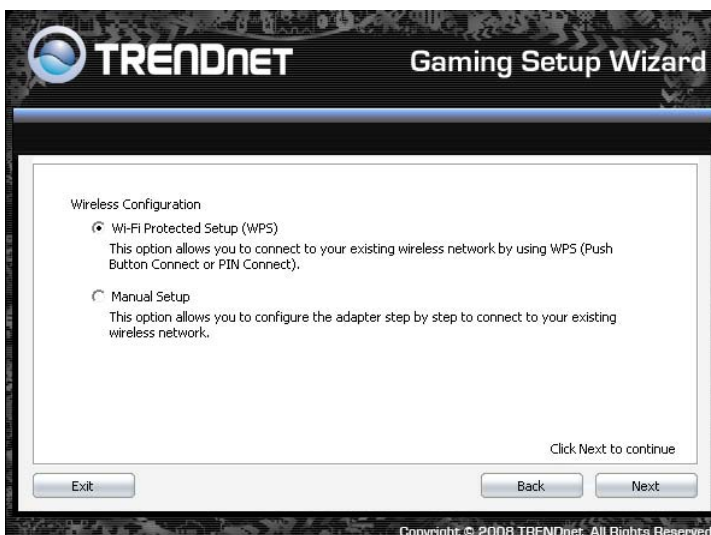 TRENDNET
Gaming Setup Wizard
Wireless Configuration
Wi-Fi Protected Setup (WPS)
This option allows you to connect to your existing wireless network by using WPS (Push
Button Connect or PIN Connect).
Manual Setup
This option allows you to configure the adapter step by step to connect to your existing
wireless network.
Click Next to continue
Exit
Back
Next
Copyright © 2008 TRENDnet. All Rights Reserved